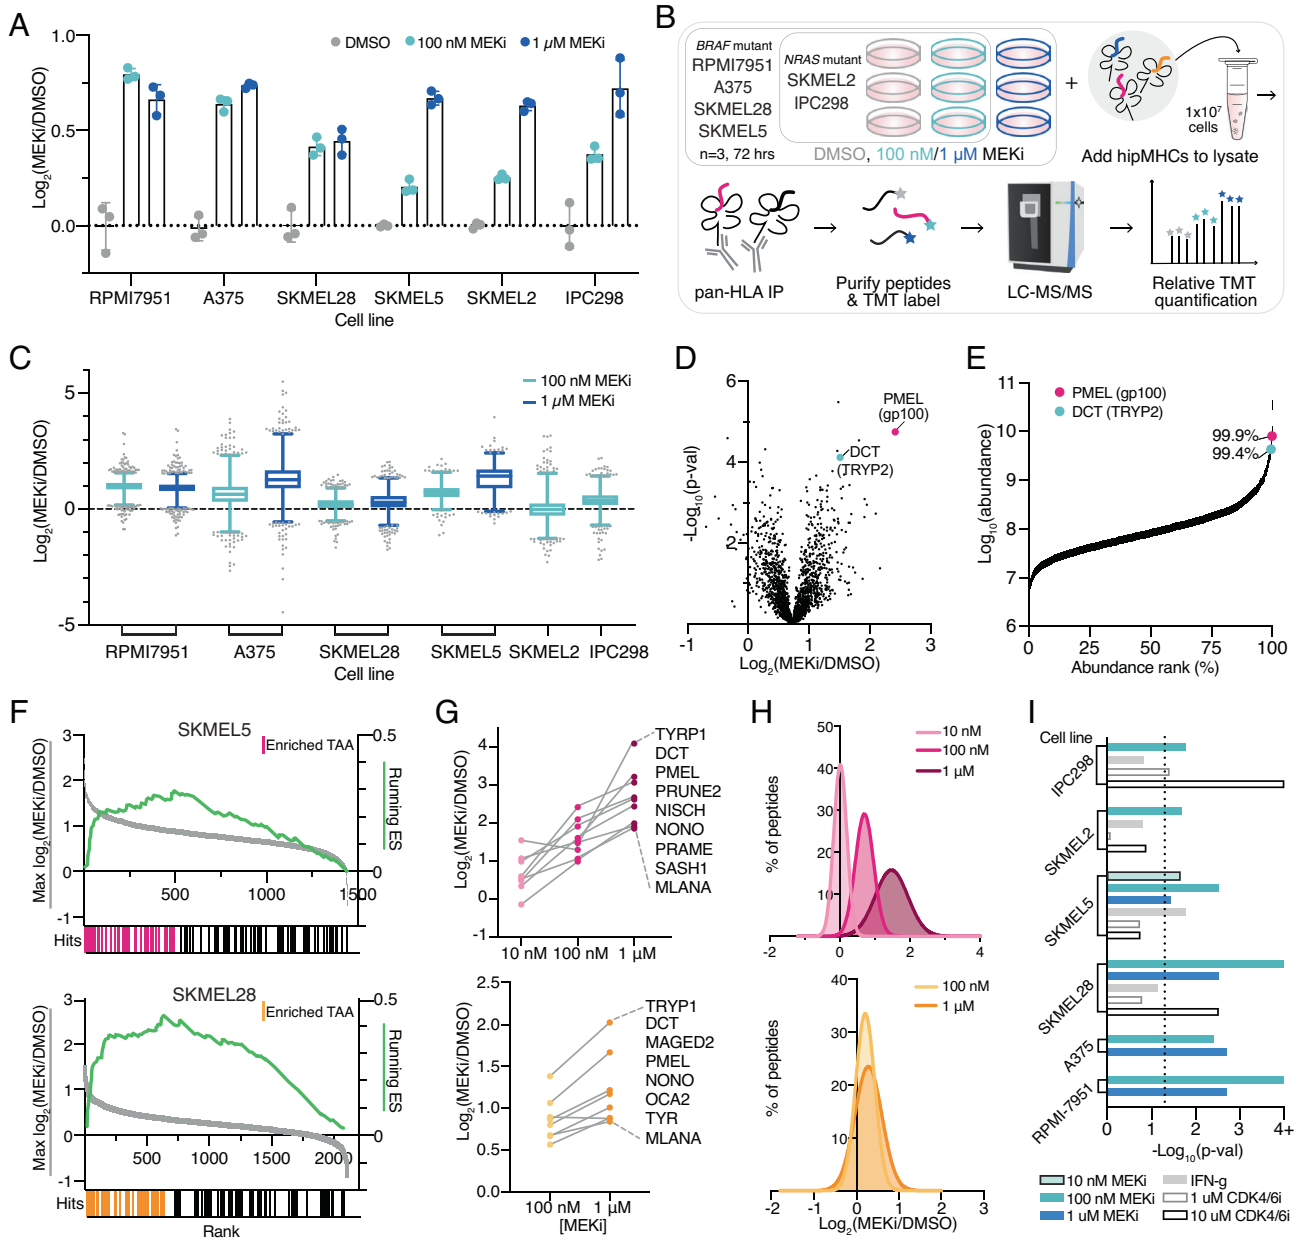 A
Log2(MEKi/DMSO)
1.0
0.5
0.0
DMSO 100 nM MEKi 1 µM MEKi
RPMI7951 A375 SKMEL28 SKMEL5 SKMEL2 IPC298
Cell line
B
BRAF mutant
RPMI7951
A375
SKMEL28
SKMEL5
n=3, 72 hrs
NRAS mutant
SKMEL2
IPC298
DMSO, 100 nM/1 µM MEKi
+
1x10^7
cells
Add hipMHCs to lysate
pan-HLA IP
Purify peptides
& TMT label
LC-MS/MS
Relative TMT
quantification
C
Log2(MEKi/DMSO)
5
0
-5
100 nM MEKi
1 µM MEKi
RPMI7951 A375 SKMEL28 SKMEL5 SKMEL2 IPC298
Cell line
D
-Log10(p-val)
6
4
2
PMEL
(gp100)
DCT
(TRYP2)
-1 0 1 2 3
Log2(MEKi/DMSO)
E
Log10(abundance)
11
10
9
8
7
6
PMEL (gp100)
DCT (TRYP2)
99.9%
99.4%
0 25 50 75 100
Abundance rank (%)
F
SKMEL5
Enriched TAA
Max log2(MEKi/DMSO)
3
2
1
0
-1
0.5
0
Running ES
500 1000 1500
Hits
SKMEL28
Enriched TAA
Max log2(MEKi/DMSO)
3
2
1
0
-1
0.5
0
Running ES
500 1000 1500 2000
Hits
Rank
G
Log2(MEKi/DMSO)
4
3
2
1
0
-1
TYRP1
DCT
PMEL
PRUNE2
NISCH
NONO
PRAME
SASH1
MLANA
10 nM 100 nM 1 µM
Log2(MEKi/DMSO)
2.5
2.0
1.5
1.0
0.5
0.0
TRYP1
DCT
MAGED2
PMEL
NONO
OCA2
TYR
MLANA
100 nM 1 µM
[MEKi]
H
% of peptides
50
40
30
20
10
10 nM
100 nM
1 µM
-2 0 2 4
% of peptides
40
30
20
10
100 nM
1 µM
-2 -1 0 1 2 3
Log2(MEKi/DMSO)
I
Cell line
IPC298
SKMEL2
SKMEL5
SKMEL28
A375
RPMI-7951
0 1 2 3 4+
-Log10(p-val)
10 nM MEKi
100 nM MEKi
1 uM MEKi
IFN-g
1 uM CDK4/6i
10 uM CDK4/6i